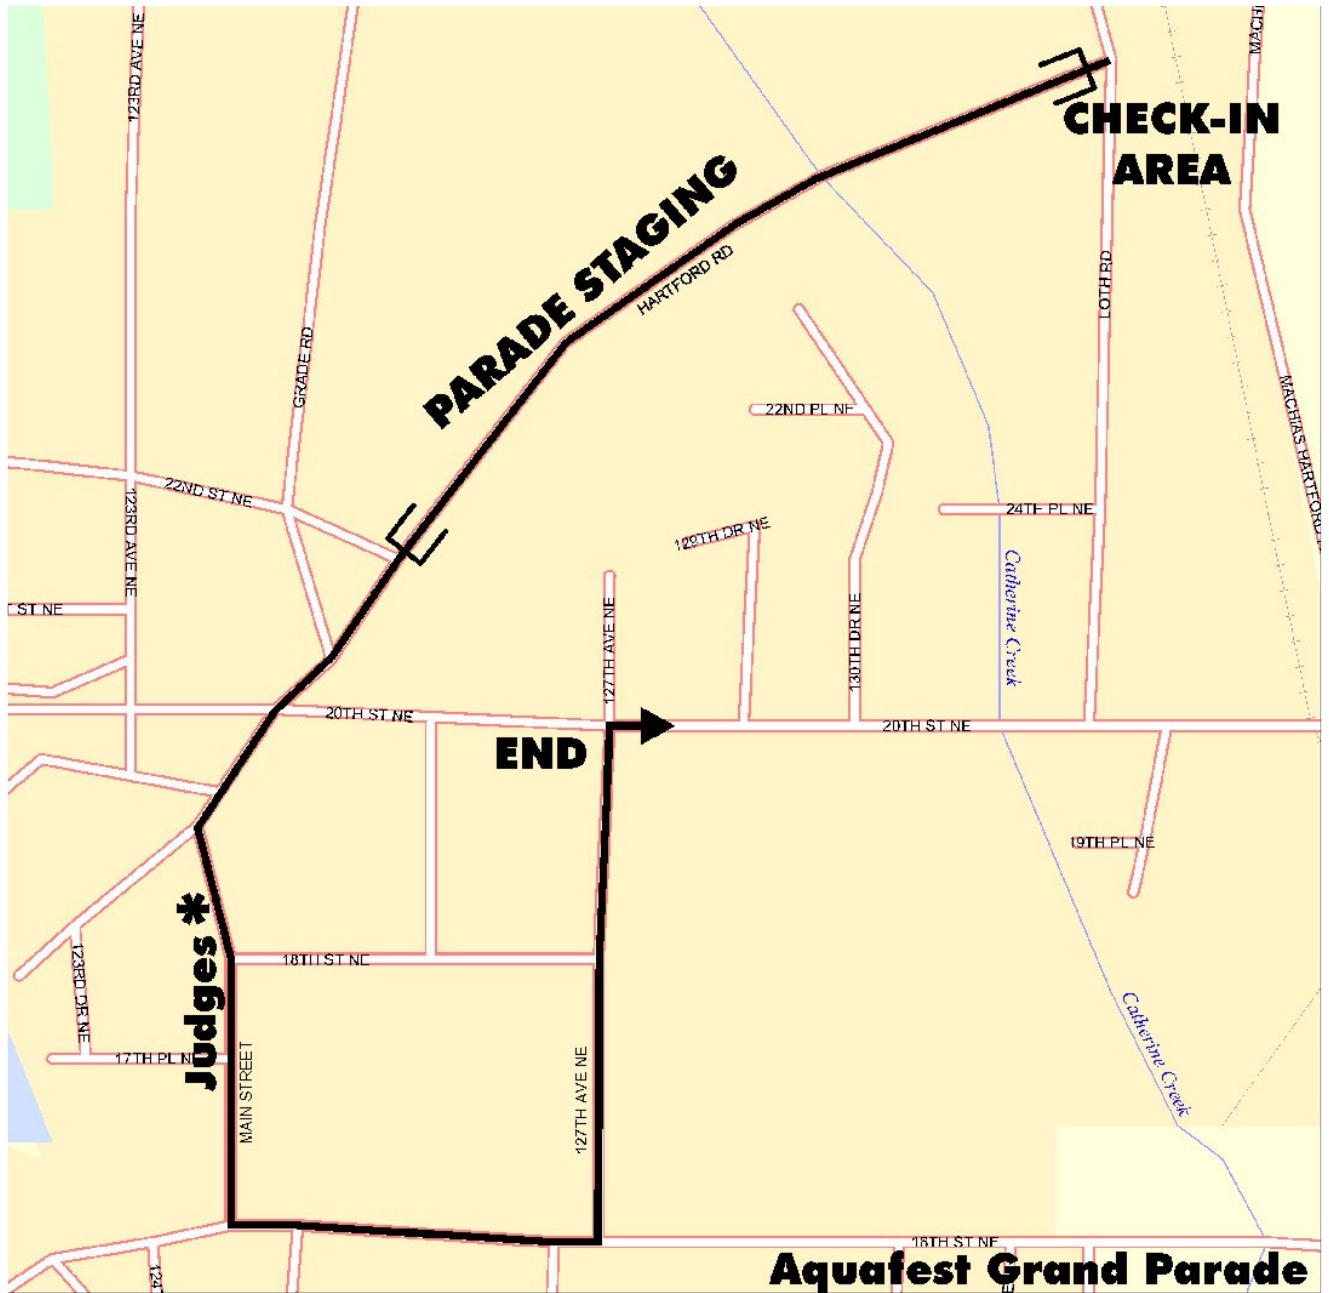 123RD AVE NE
MACHI
CHECK-IN
AREA
PARADE STAGING
HARTFORD RD
LOTH RD
GRADE RD
MACHIAS HARTFORD
22ND PL NE
22ND ST NE
123RD AVE NE
24TH PL NE
129TH DR NE
Catherine Creek
ST NE
127TH AVE NE
130TH DR NE
20TH ST NE
20TH ST NE
END
19TH PL NE
Judges *
18TH ST NE
123RD DR NE
17TH PL NE
MAIN STREET
127TH AVE NE
Catherine Creek
16TH ST NE
124
Aquafest Grand Parade